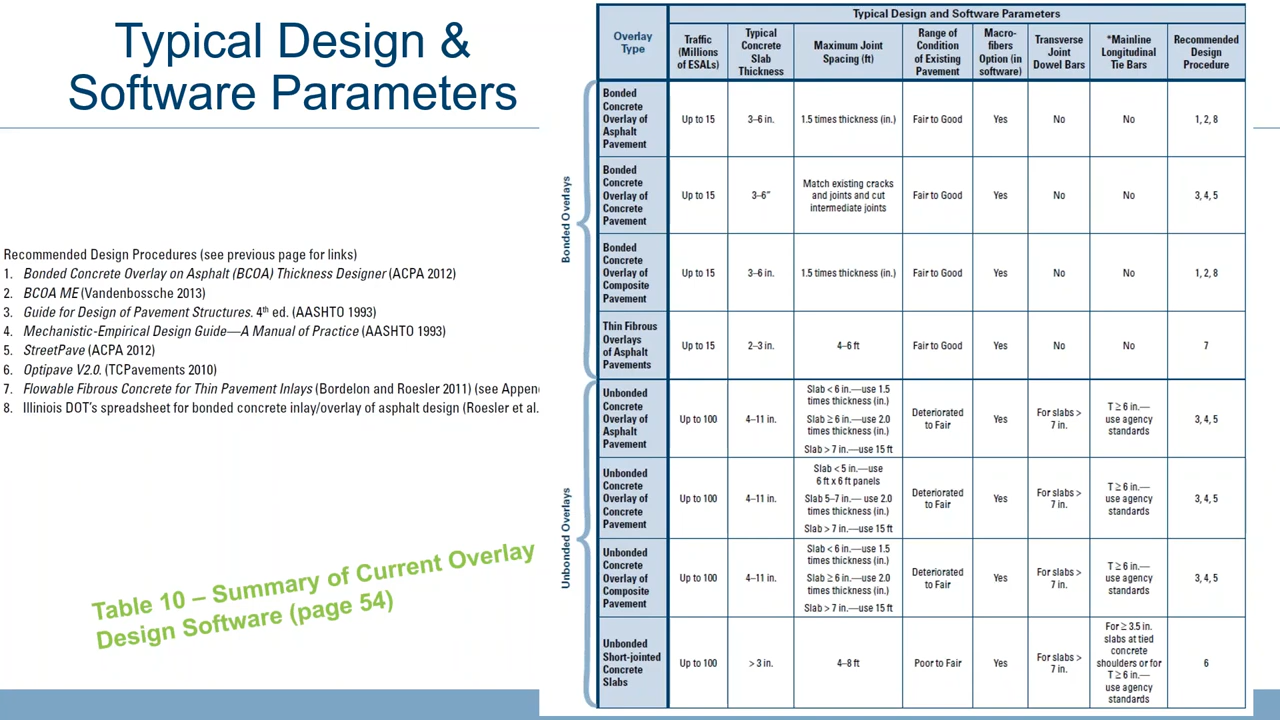 Typical Design &
Software Parameters
Recommended Design Procedures (see previous page for links)
1. Bonded Concrete Overlay on Asphalt (BCOA) Thickness Designer (ACPA 2012)
2. BCOA ME (Vandenbossche 2013)
3. Guide for Design of Pavement Structures. 4th ed. (AASHTO 1993)
4. Mechanistic-Empirical Design Guide—A Manual of Practice (AASHTO 1993)
5. StreetPave (ACPA 2012)
6. Optipave V2.0. (TCPavements 2010)
7. Flowable Fibrous Concrete for Thin Pavement Inlays (Bordelon and Roesler 2011) (see Appen
8. Illiniois DOT's spreadsheet for bonded concrete inlay/overlay of asphalt design (Roesler et al.
Table 10 – Summary of Current Overlay
Design Software (page 54)
Typical Design and Software Parameters
Overlay
Type
Traffic
(Millions
of ESALs)
Typical
Concrete
Slab
Thickness
Maximum Joint
Spacing (ft)
Range of
Condition
of Existing
Pavement
Macro-
fibers
Option (in
software)
Transverse
Joint
Dowel Bars
*Mainline
Longitudinal
Tie Bars
Recommended
Design
Procedure
Bonded Overlays
Bonded
Concrete
Overlay of
Asphalt
Pavement
Up to 15
3–6 in.
1.5 times thickness (in.)
Fair to Good
Yes
No
No
1, 2, 8
Bonded
Concrete
Overlay of
Concrete
Pavement
Up to 15
3–6″
Match existing cracks
and joints and cut
intermediate joints
Fair to Good
Yes
No
No
3, 4, 5
Bonded
Concrete
Overlay of
Composite
Pavement
Up to 15
3–6 in.
1.5 times thickness (in.)
Fair to Good
Yes
No
No
1, 2, 8
Thin Fibrous
Overlays
of Asphalt
Pavements
Up to 15
2–3 in.
4–6 ft
Fair to Good
Yes
No
No
7
Unbonded Overlays
Unbonded
Concrete
Overlay of
Asphalt
Pavement
Up to 100
4–11 in.
Slab < 6 in.—use 1.5
times thickness (in.)
Slab ≥ 6 in.—use 2.0
times thickness (in.)
Slab > 7 in.—use 15 ft
Deteriorated
to Fair
Yes
For slabs >
7 in.
T ≥ 6 in.—
use agency
standards
3, 4, 5
Unbonded
Concrete
Overlay of
Concrete
Pavement
Up to 100
4–11 in.
Slab < 5 in.—use
6 ft x 6 ft panels
Slab 5–7 in.— use 2.0
times thickness (in.)
Slab > 7 in.—use 15 ft
Deteriorated
to Fair
Yes
For slabs >
7 in.
T ≥ 6 in.—
use agency
standards
3, 4, 5
Unbonded
Concrete
Overlay of
Composite
Pavement
Up to 100
4–11 in.
Slab < 6 in.—use 1.5
times thickness (in.)
Slab ≥ 6 in.—use 2.0
times thickness (in.)
Slab > 7 in.—use 15 ft
Deteriorated
to Fair
Yes
For slabs >
7 in.
T ≥ 6 in.—
use agency
standards
3, 4, 5
Unbonded
Short-jointed
Concrete
Slabs
Up to 100
> 3 in.
4–8 ft
Poor to Fair
Yes
For slabs >
7 in.
For ≥ 3.5 in.
slabs at tied
concrete
shoulders or for
T ≥ 6 in.—
use agency
standards
6